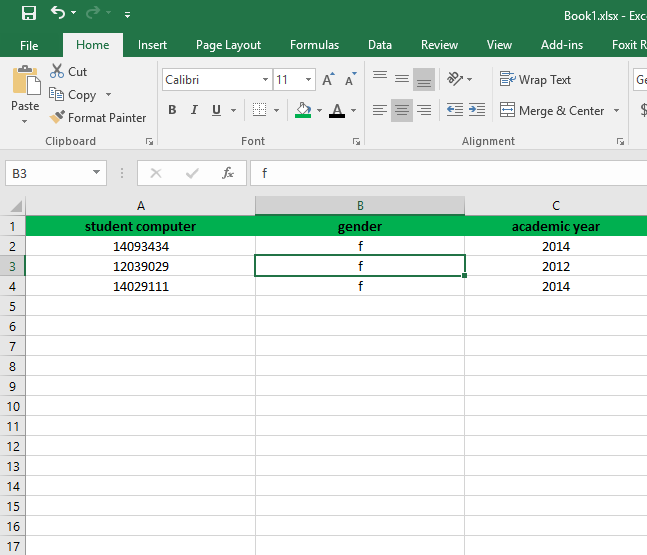 Book1.xlsx - Exc
File Home Insert Page Layout Formulas Data Review View Add-ins Foxit R
Cut
Copy
Format Painter
Paste
Calibri 11 A A
B I U A
Wrap Text
Merge & Center
Ge
$
Clipboard Font Alignment
B3 fx f
A B C
1 student computer gender academic year
2 14093434 f 2014
3 12039029 f 2012
4 14029111 f 2014
5
6
7
8
9
10
11
12
13
14
15
16
17